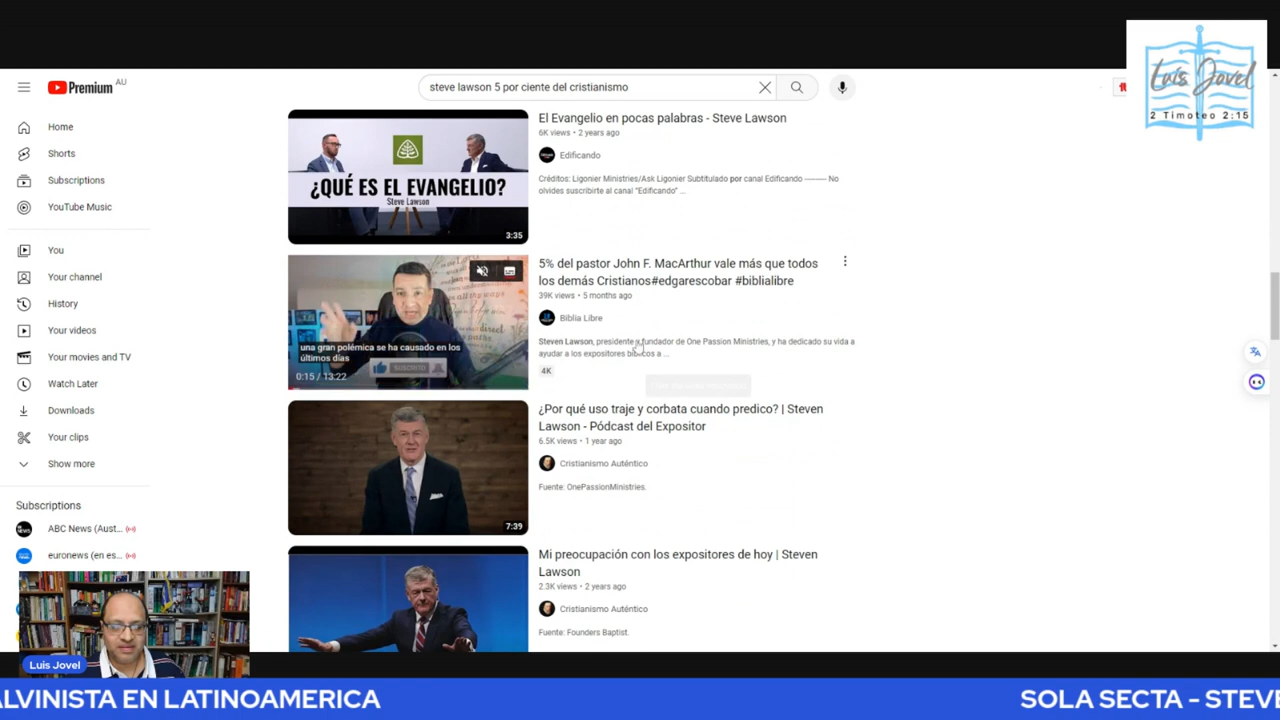 Premium AU
steve lawson 5 por ciente del cristianismo
Luis Jovel
2 Timoteo 2:15
Home
Shorts
Subscriptions
YouTube Music
You
Your channel
History
Your videos
Your movies and TV
Watch Later
Downloads
Your clips
Show more
Subscriptions
ABC News (Aust...
euronews (en es...
¿QUÉ ES EL EVANGELIO?
Steve Lawson
3:35
El Evangelio en pocas palabras - Steve Lawson
6K views • 2 years ago
Edificando
Créditos: Ligonier Ministries/Ask Ligonier Subtitulado por canal Edificando --------- No
olvides suscribirte al canal "Edificando" ...
una gran polémica se ha causado en los
últimos días
SUSCRITO
0:15 / 13:22
5% del pastor John F. MacArthur vale más que todos
los demás Cristianos#edgarescobar #biblialibre
39K views • 5 months ago
Biblia Libre
Steven Lawson, presidente y fundador de One Passion Ministries, y ha dedicado su vida a
ayudar a los expositores bíblicos a ...
4K
7:39
¿Por qué uso traje y corbata cuando predico? | Steven
Lawson - Pódcast del Expositor
6.5K views • 1 year ago
Cristianismo Auténtico
Fuente: OnePassionMinistries.
Mi preocupación con los expositores de hoy | Steven
Lawson
2.3K views • 2 years ago
Cristianismo Auténtico
Fuente: Founders Baptist.
Luis Jovel
ALVINISTA EN LATINOAMERICA
SOLA SECTA - STEVE